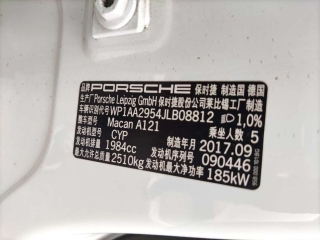 品牌 PORSCHE 保时捷 制造国 德国
生产厂 Porsche Leipzig GmbH 保时捷股份公司莱比锡工厂制造
车辆识别代号 WP1AA2954JLB08812 1,0%
整车型号 Macan A121 乘坐人数 5
发动机型号 CYP 制造年月 2017.09
发动机排量 1984cc 发动机序列号 090446
最大允许总质量 2510kg 发动机最大净功率 185kW